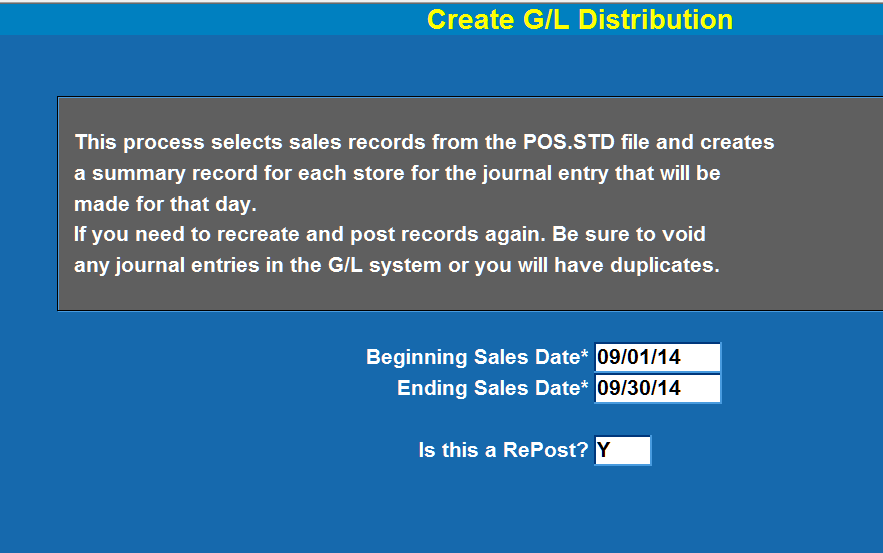 Create G/L Distribution
This process selects sales records from the POS.STD file and creates
a summary record for each store for the journal entry that will be
made for that day.
If you need to recreate and post records again. Be sure to void
any journal entries in the G/L system or you will have duplicates.
Beginning Sales Date* 09/01/14
Ending Sales Date* 09/30/14
Is this a RePost? Y